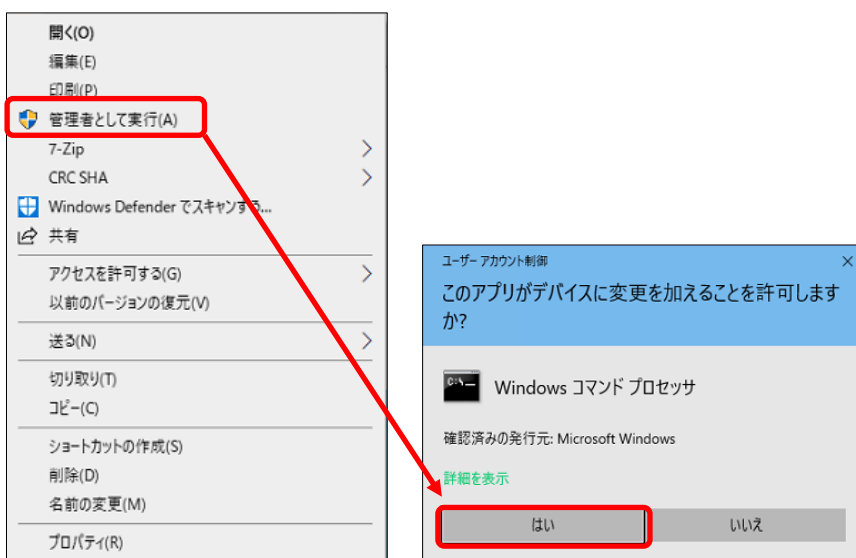 開く(O)
編集(E)
印刷(P)
管理者として実行(A)
7-Zip
CRC SHA
Windows Defender でスキャンする...
共有
アクセスを許可する(G)
以前のバージョンの復元(V)
送る(N)
切り取り(T)
コピー(C)
ショートカットの作成(S)
削除(D)
名前の変更(M)
プロパティ(R)
ユーザー アカウント制御
このアプリがデバイスに変更を加えることを許可します
か?
C:\
Windows コマンド プロセッサ
確認済みの発行元: Microsoft Windows
詳細を表示
はい
いいえ